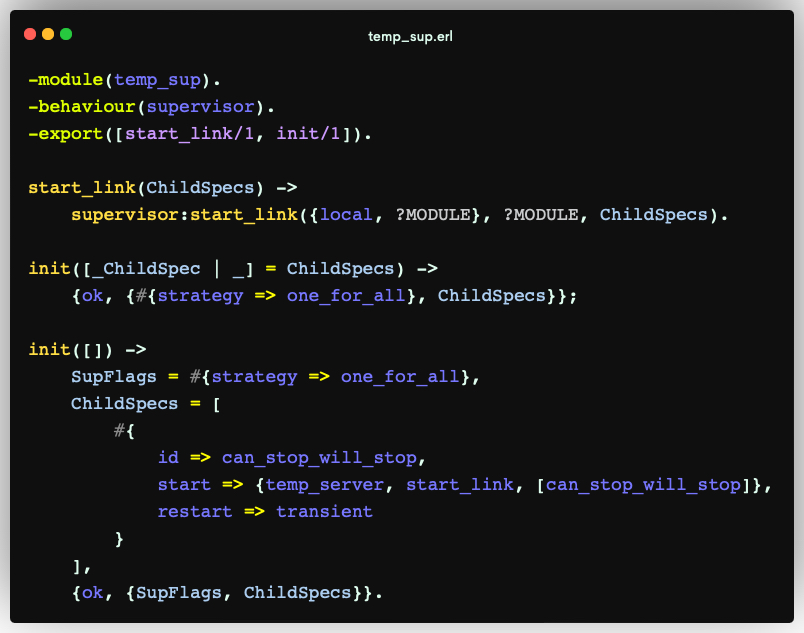 temp_sup.erl
-module(temp_sup).
-behaviour(supervisor).
-export([start_link/1, init/1]).
start_link(ChildSpecs) ->
    supervisor:start_link({local, ?MODULE}, ?MODULE, ChildSpecs).
init([_ChildSpec | _] = ChildSpecs) ->
    {ok, {#{strategy => one_for_all}, ChildSpecs}};
init([]) ->
    SupFlags = #{strategy => one_for_all},
    ChildSpecs = [
        #{
            id => can_stop_will_stop,
            start => {temp_server, start_link, [can_stop_will_stop]},
            restart => transient
        }
    ],
    {ok, {SupFlags, ChildSpecs}}.